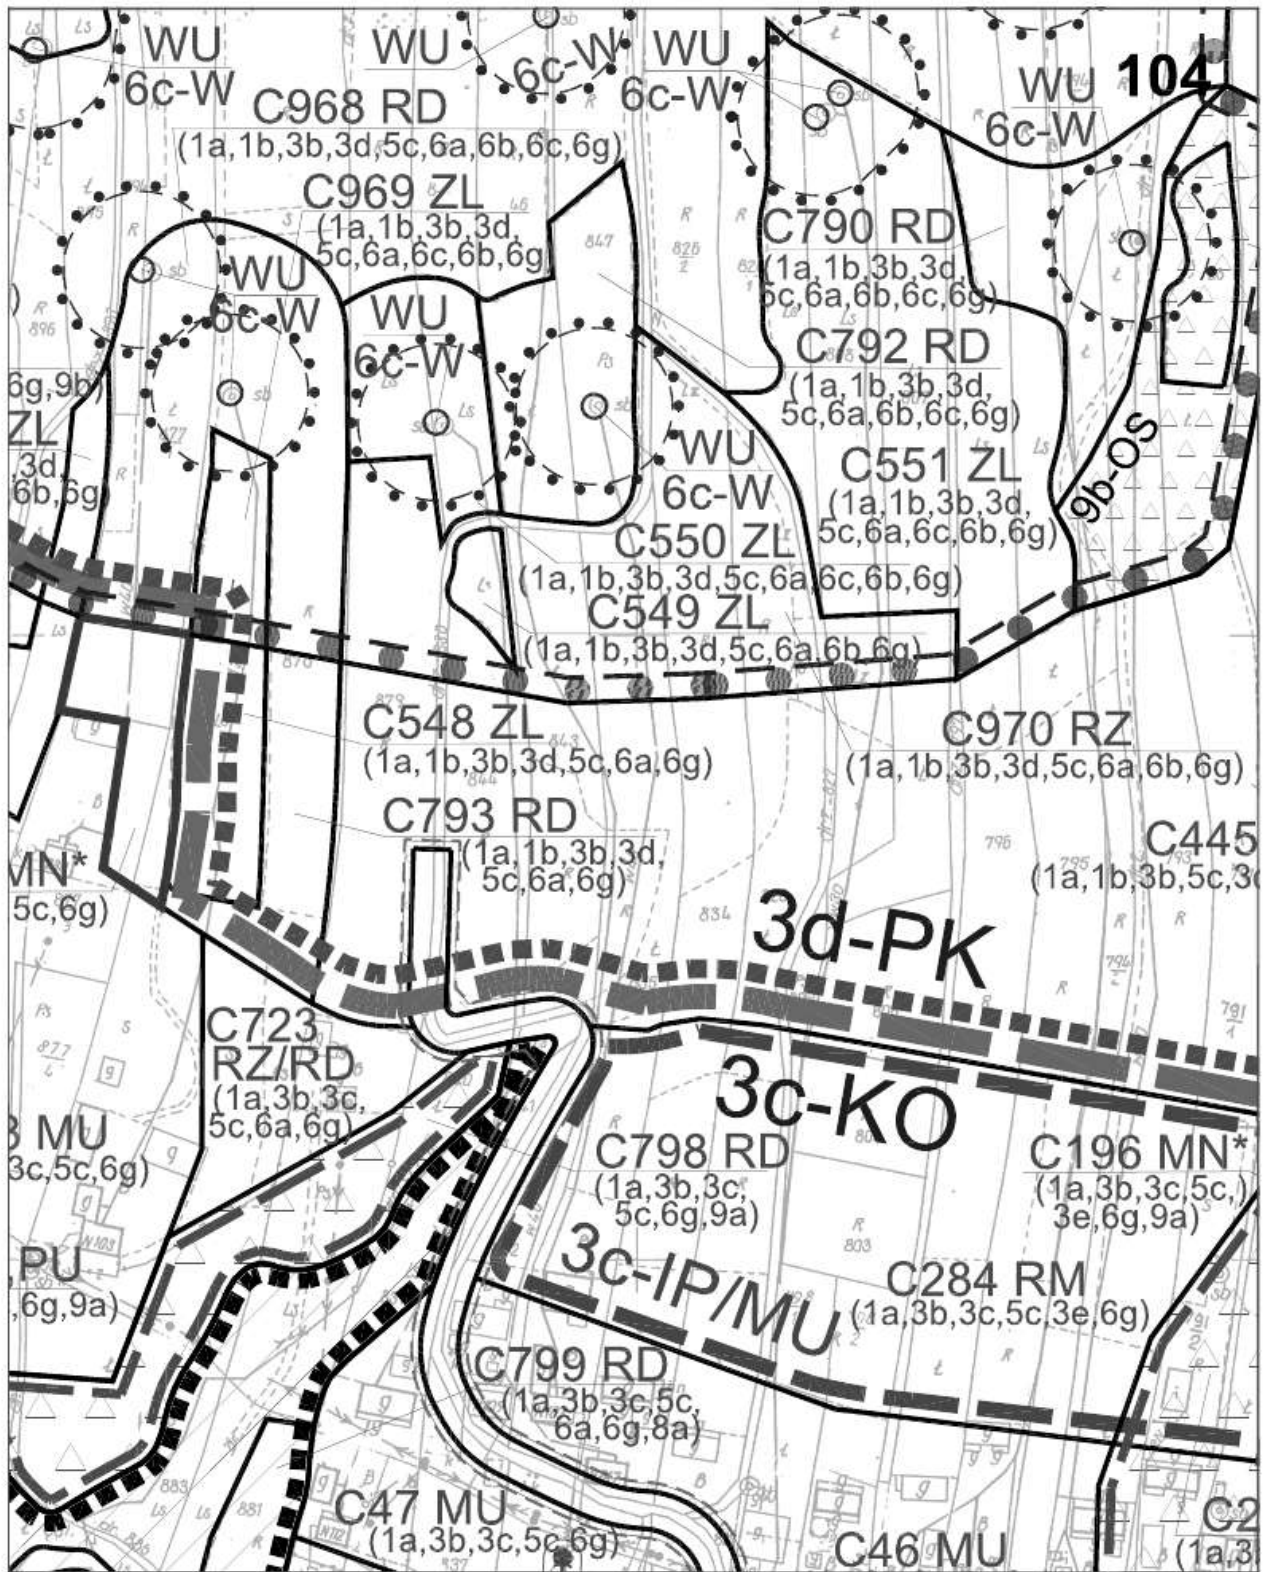 WU
6c-W
WU
6c-W
WU
6c-W
WU
6c-W
104
C968 RD
(1a,1b,3b,3d,5c,6a,6b,6c,6g)
C969 ZL
(1a,1b,3b,3d,
5c,6a,6c,6b,6g)
WU
6c-W
WU
6c-W
847
C790 RD
(1a,1b,3b,3d,
5c,6a,6b,6c,6g)
C792 RD
(1a,1b,3b,3d,
5c,6a,6b,6c,6g)
6g,9b)
ZL
,3d,
6b,6g)
WU
6c-W
C551 ZL
(1a,1b,3b,3d,
5c,6a,6c,6b,6g)
9b-OS
C550 ZL
(1a,1b,3b,3d,5c,6a,6c,6b,6g)
C549 ZL
(1a,1b,3b,3d,5c,6a,6b,6g)
C548 ZL
(1a,1b,3b,3d,5c,6a,6g)
C970 RZ
(1a,1b,3b,3d,5c,6a,6b,6g)
C793 RD
(1a,1b,3b,3d,
5c,6a,6g)
C445
(1a,1b,3b,5c,3d
MN*
5c,6g)
834
3d-PK
C723
RZ/RD
(1a,3b,3c,
5c,6a,6g)
3c-KO
MU
3c,5c,6g)
C798 RD
(1a,3b,3c,
5c,6g,9a)
C196 MN*
(1a,3b,3c,5c,)
3e,6g,9a)
803
PU
,6g,9a)
3c-IP/MU
C284 RM
(1a,3b,3c,5c,3e,6g)
C799 RD
(1a,3b,3c,5c,
6a,6g,8a)
883
881
C47 MU
(1a,3b,3c,5c,6g)
C46 MU
C2
(1a,3